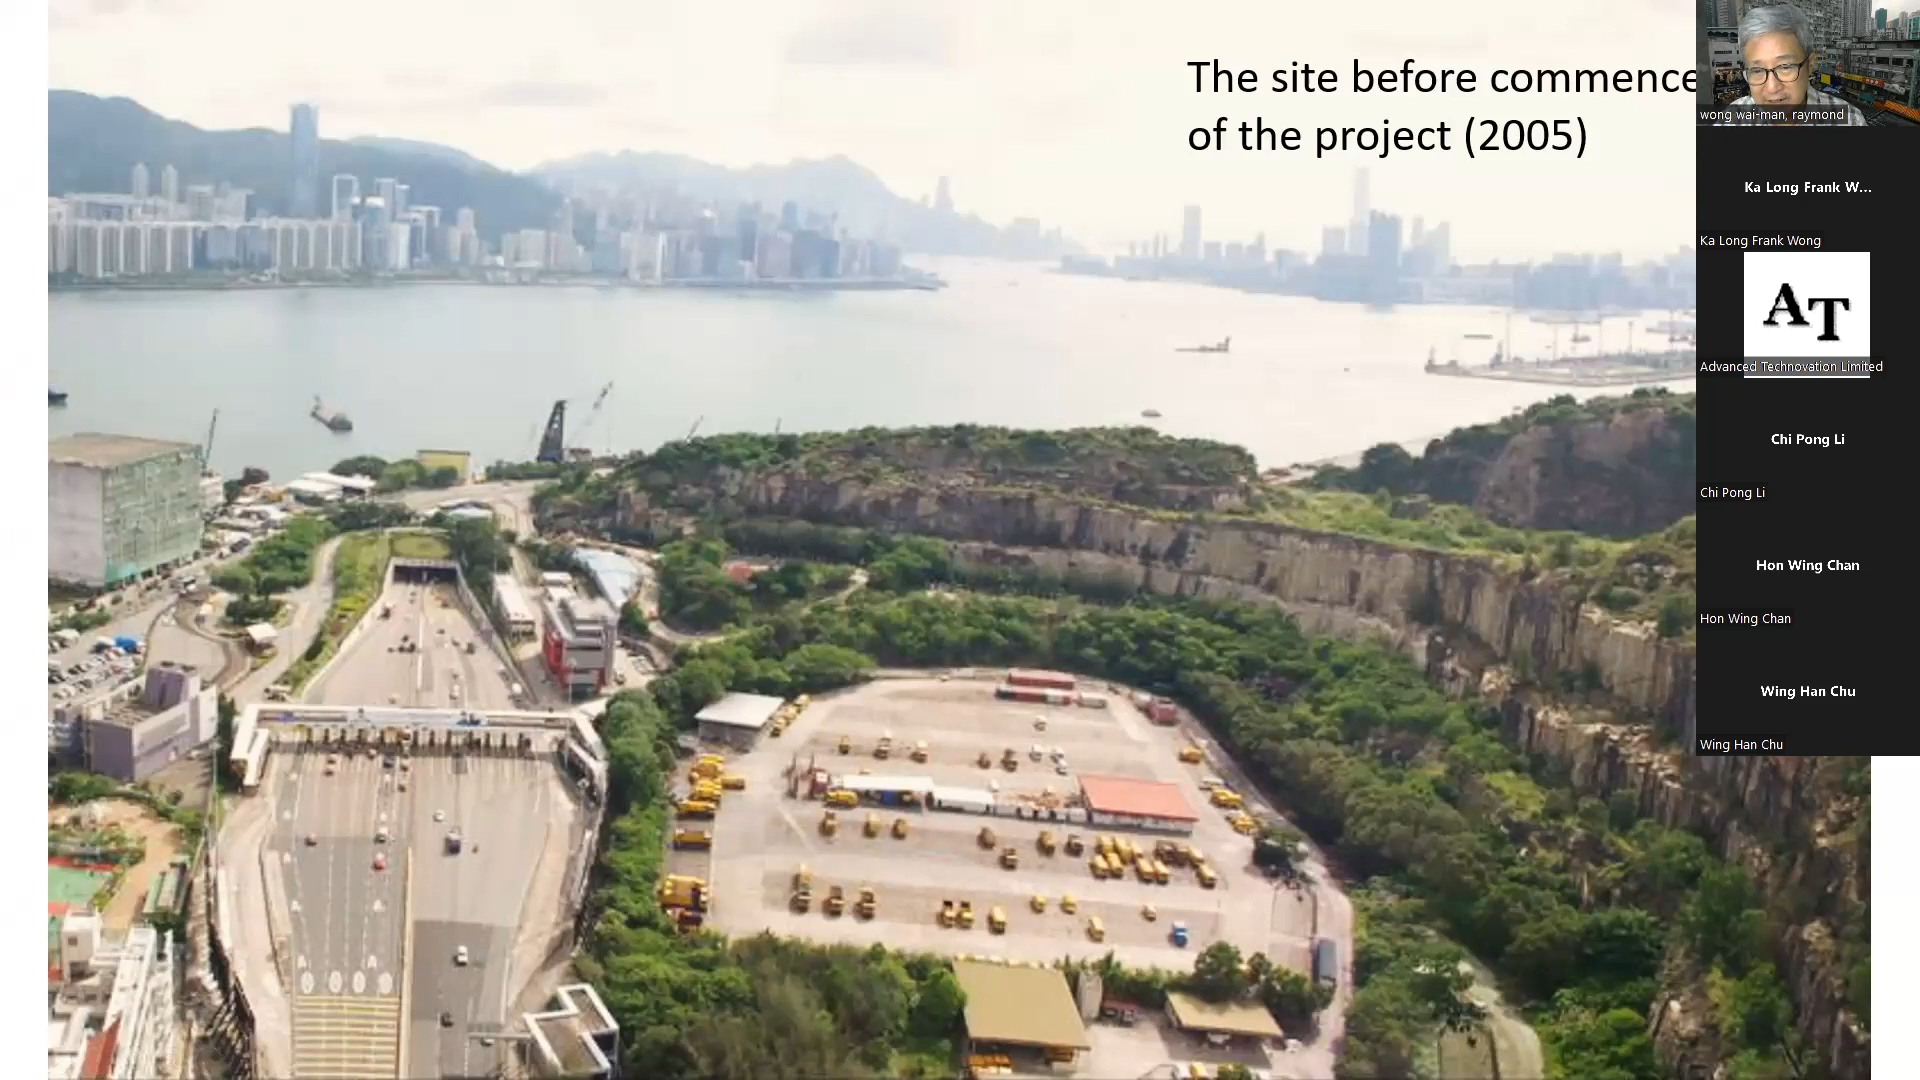 The site before commence
of the project (2005)
wong wai-man, raymond
Ka Long Frank W...
Ka Long Frank Wong
AT
Advanced Technovation Limited
Chi Pong Li
Chi Pong Li
Hon Wing Chan
Hon Wing Chan
Wing Han Chu
Wing Han Chu